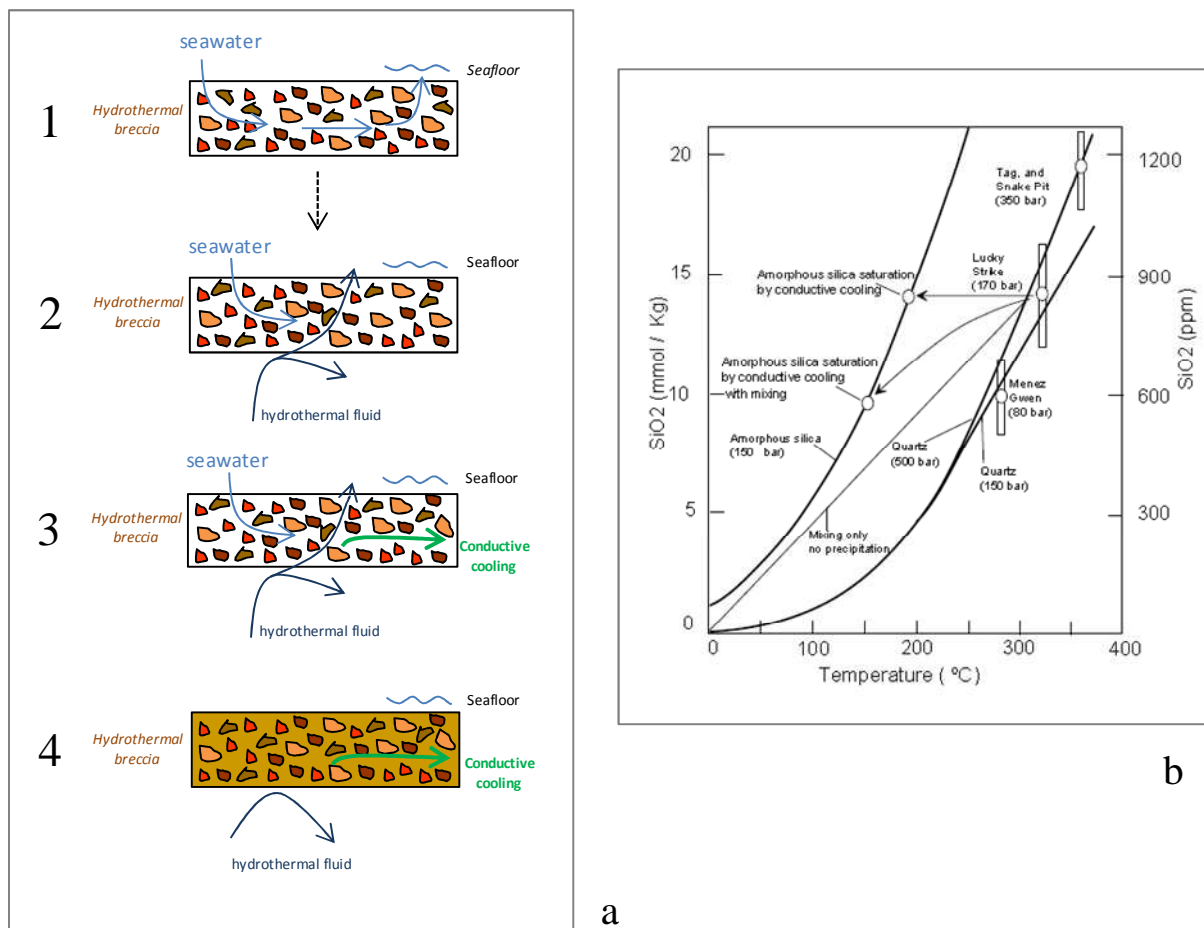 seawater
Seafloor
1
Hydrothermal
breccia
seawater
Seafloor
2
Hydrothermal
breccia
hydrothermal fluid
seawater
Seafloor
3
Hydrothermal
breccia
Conductive
cooling
hydrothermal fluid
Seafloor
4
Hydrothermal
breccia
Conductive
cooling
hydrothermal fluid
a
SiO2 (mmol / Kg)
20
15
10
5
0
Tag, and
Snake Pit
(350 bar)
Lucky
Strike
(170 bar)
Amorphous silica saturation
by conductive cooling
Amorphous silica saturation
by conductive cooling
with mixing
Menez
Gwen
(80 bar)
Amorphous silica
(150 bar)
Quartz
(500 bar)
Quartz
(150 bar)
Mixing only
no precipitation
1200
900
600
300
SiO2 (ppm)
0 100 200 300 400
Temperature ( ºC)
b